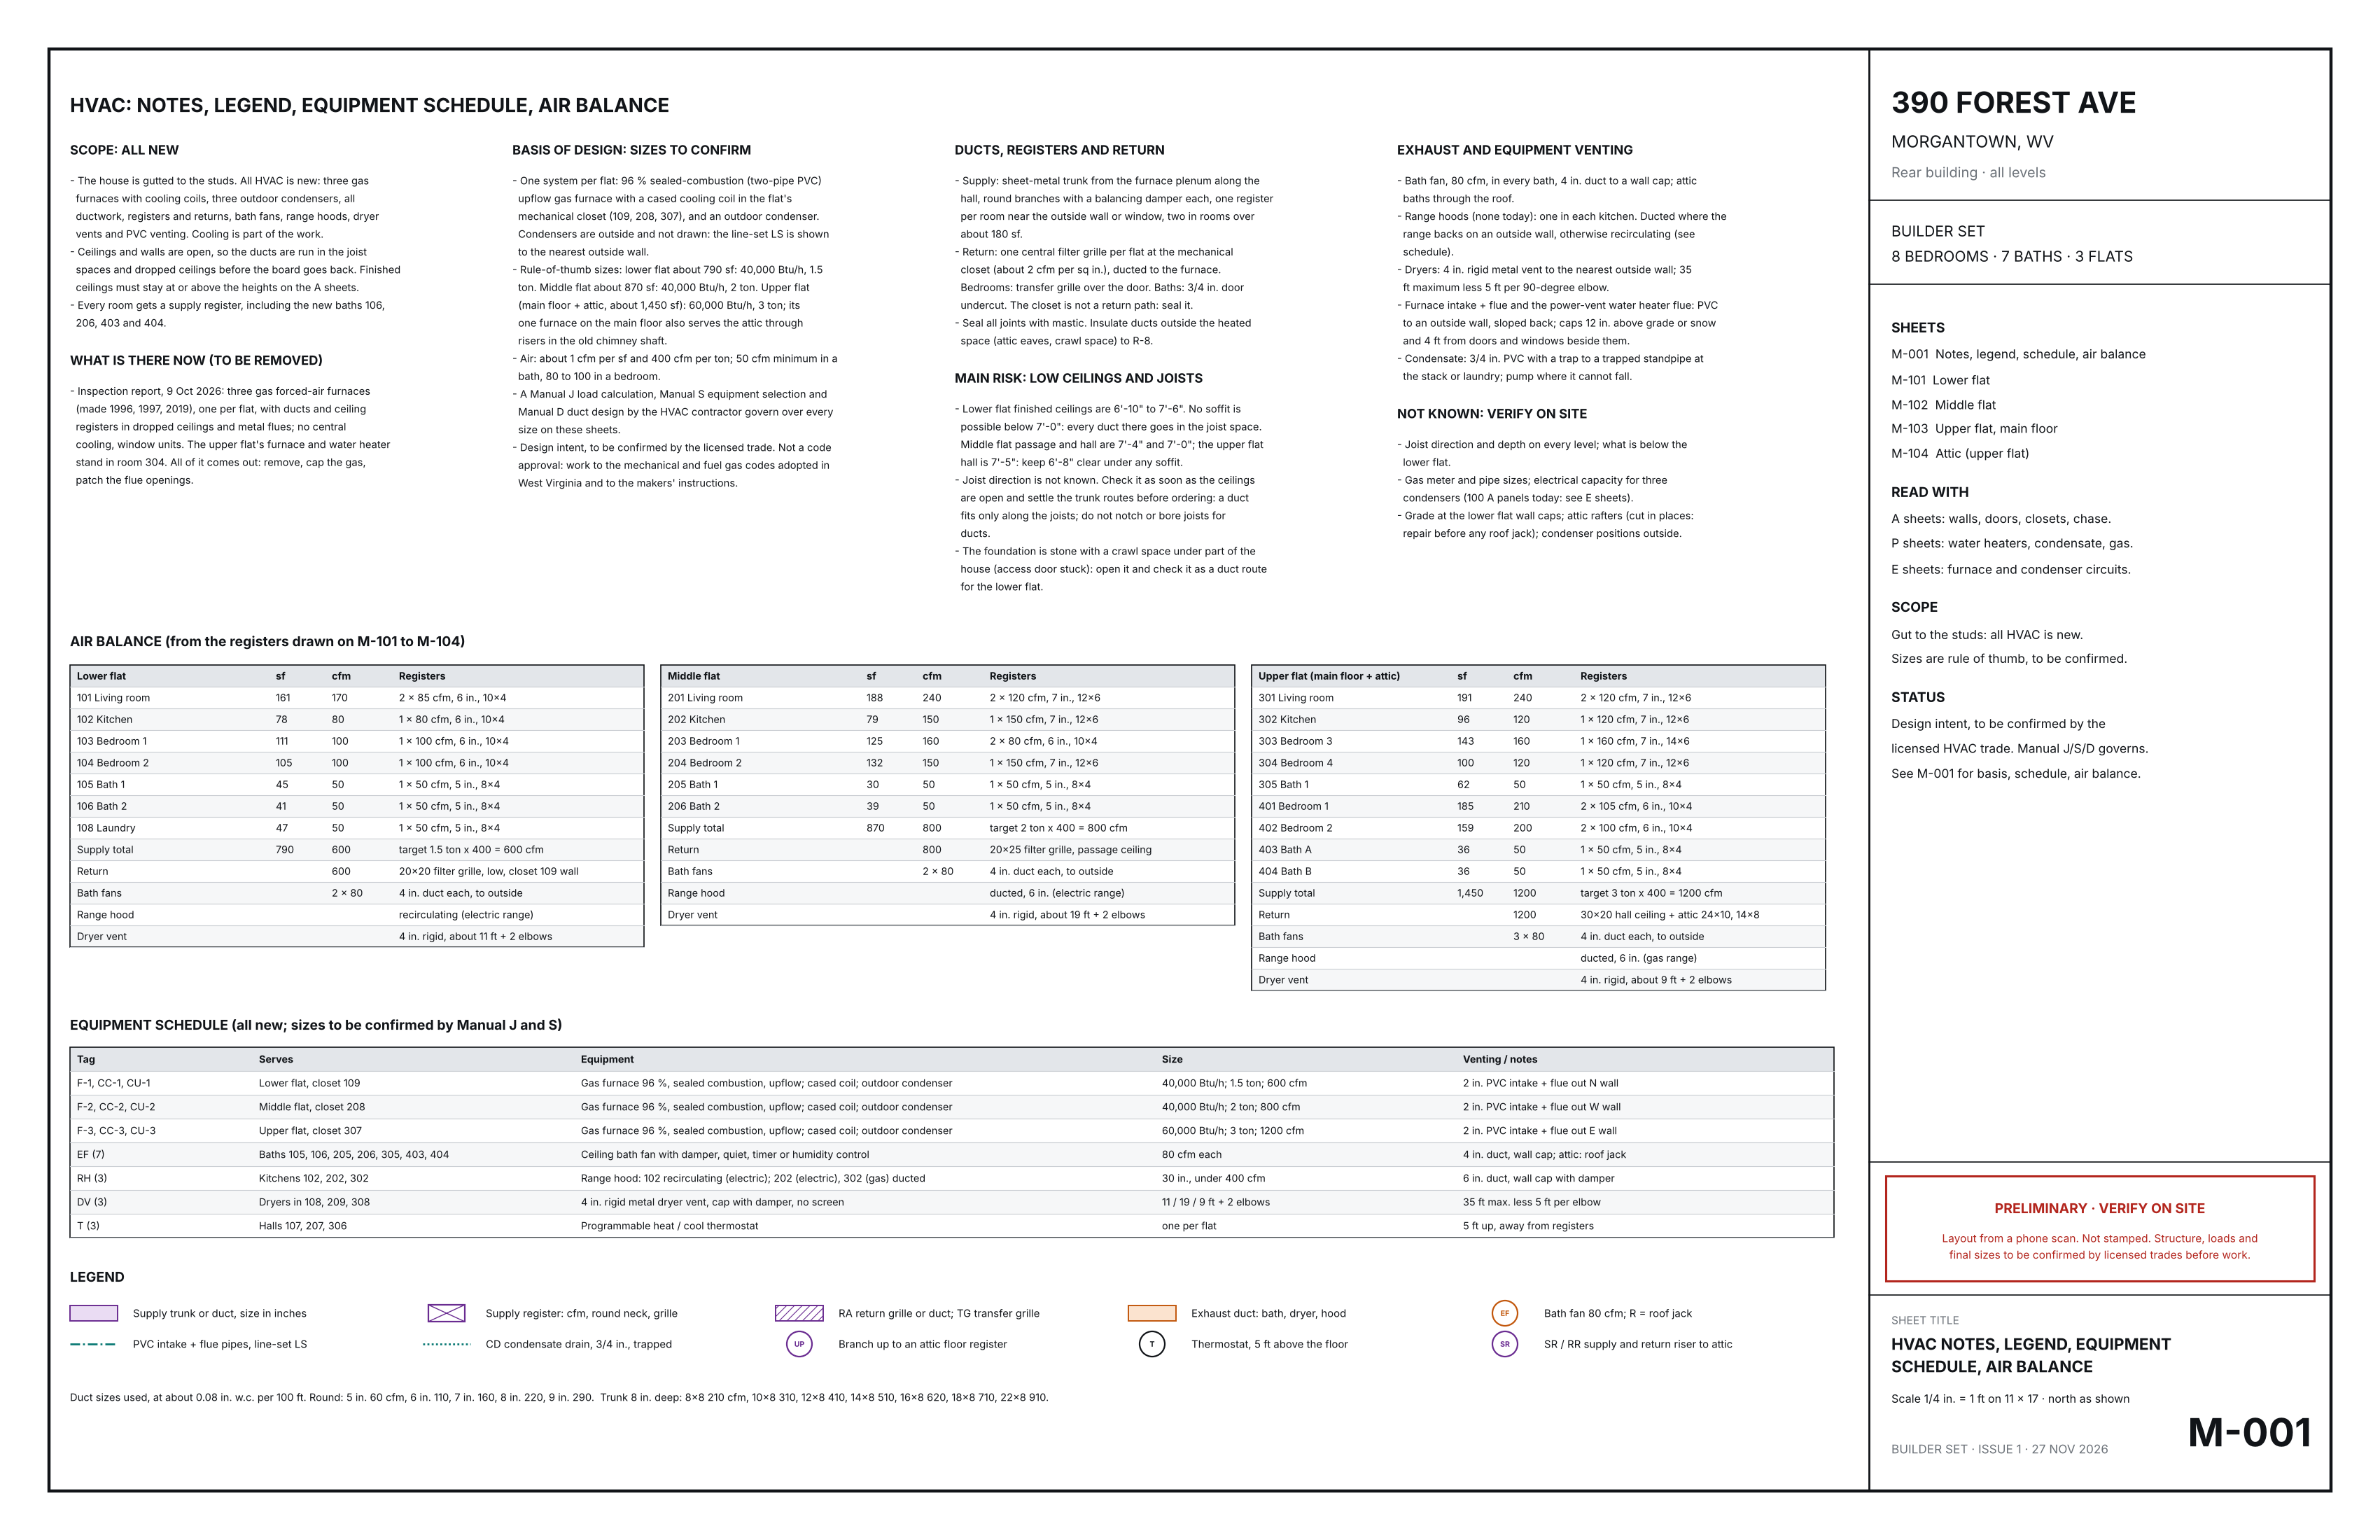 HVAC: NOTES, LEGEND, EQUIPMENT SCHEDULE, AIR BALANCE
SCOPE: ALL NEW
- The house is gutted to the studs. All HVAC is new: three gas
furnaces with cooling coils, three outdoor condensers, all
ductwork, registers and returns, bath fans, range hoods, dryer
vents and PVC venting. Cooling is part of the work.
- Ceilings and walls are open, so the ducts are run in the joist
spaces and dropped ceilings before the board goes back. Finished
ceilings must stay at or above the heights on the A sheets.
- Every room gets a supply register, including the new baths 106,
206, 403 and 404.
WHAT IS THERE NOW (TO BE REMOVED)
- Inspection report, 9 Oct 2026: three gas forced-air furnaces
(made 1996, 1997, 2019), one per flat, with ducts and ceiling
registers in dropped ceilings and metal flues; no central
cooling, window units. The upper flat's furnace and water heater
stand in room 304. All of it comes out: remove, cap the gas,
patch the flue openings.
BASIS OF DESIGN: SIZES TO CONFIRM
- One system per flat: 96 % sealed-combustion (two-pipe PVC)
upflow gas furnace with a cased cooling coil in the flat's
mechanical closet (109, 208, 307), and an outdoor condenser.
Condensers are outside and not drawn: the line-set LS is shown
to the nearest outside wall.
- Rule-of-thumb sizes: lower flat about 790 sf: 40,000 Btu/h, 1.5
ton. Middle flat about 870 sf: 40,000 Btu/h, 2 ton. Upper flat
(main floor + attic, about 1,450 sf): 60,000 Btu/h, 3 ton; its
one furnace on the main floor also serves the attic through
risers in the old chimney shaft.
- Air: about 1 cfm per sf and 400 cfm per ton; 50 cfm minimum in a
bath, 80 to 100 in a bedroom.
- A Manual J load calculation, Manual S equipment selection and
Manual D duct design by the HVAC contractor govern over every
size on these sheets.
- Design intent, to be confirmed by the licensed trade. Not a code
approval: work to the mechanical and fuel gas codes adopted in
West Virginia and to the makers' instructions.
DUCTS, REGISTERS AND RETURN
- Supply: sheet-metal trunk from the furnace plenum along the
hall, round branches with a balancing damper each, one register
per room near the outside wall or window, two in rooms over
about 180 sf.
- Return: one central filter grille per flat at the mechanical
closet (about 2 cfm per sq in.), ducted to the furnace.
Bedrooms: transfer grille over the door. Baths: 3/4 in. door
undercut. The closet is not a return path: seal it.
- Seal all joints with mastic. Insulate ducts outside the heated
space (attic eaves, crawl space) to R-8.
MAIN RISK: LOW CEILINGS AND JOISTS
- Lower flat finished ceilings are 6'-10" to 7'-6". No soffit is
possible below 7'-0": every duct there goes in the joist space.
Middle flat passage and hall are 7'-4" and 7'-0"; the upper flat
hall is 7'-5": keep 6'-8" clear under any soffit.
- Joist direction is not known. Check it as soon as the ceilings
are open and settle the trunk routes before ordering: a duct
fits only along the joists; do not notch or bore joists for
ducts.
- The foundation is stone with a crawl space under part of the
house (access door stuck): open it and check it as a duct route
for the lower flat.
EXHAUST AND EQUIPMENT VENTING
- Bath fan, 80 cfm, in every bath, 4 in. duct to a wall cap; attic
baths through the roof.
- Range hoods (none today): one in each kitchen. Ducted where the
range backs on an outside wall, otherwise recirculating (see
schedule).
- Dryers: 4 in. rigid metal vent to the nearest outside wall; 35
ft maximum less 5 ft per 90-degree elbow.
- Furnace intake + flue and the power-vent water heater flue: PVC
to an outside wall, sloped back; caps 12 in. above grade or snow
and 4 ft from doors and windows beside them.
- Condensate: 3/4 in. PVC with a trap to a trapped standpipe at
the stack or laundry; pump where it cannot fall.
NOT KNOWN: VERIFY ON SITE
- Joist direction and depth on every level; what is below the
lower flat.
- Gas meter and pipe sizes; electrical capacity for three
condensers (100 A panels today: see E sheets).
- Grade at the lower flat wall caps; attic rafters (cut in places:
repair before any roof jack); condenser positions outside.
AIR BALANCE (from the registers drawn on M-101 to M-104)
Lower flat sf cfm Registers
101 Living room 161 170 2 × 85 cfm, 6 in., 10×4
102 Kitchen 78 80 1 × 80 cfm, 6 in., 10×4
103 Bedroom 1 111 100 1 × 100 cfm, 6 in., 10×4
104 Bedroom 2 105 100 1 × 100 cfm, 6 in., 10×4
105 Bath 1 45 50 1 × 50 cfm, 5 in., 8×4
106 Bath 2 41 50 1 × 50 cfm, 5 in., 8×4
108 Laundry 47 50 1 × 50 cfm, 5 in., 8×4
Supply total 790 600 target 1.5 ton x 400 = 600 cfm
Return 600 20×20 filter grille, low, closet 109 wall
Bath fans 2 × 80 4 in. duct each, to outside
Range hood recirculating (electric range)
Dryer vent 4 in. rigid, about 11 ft + 2 elbows
Middle flat sf cfm Registers
201 Living room 188 240 2 × 120 cfm, 7 in., 12×6
202 Kitchen 79 150 1 × 150 cfm, 7 in., 12×6
203 Bedroom 1 125 160 2 × 80 cfm, 6 in., 10×4
204 Bedroom 2 132 150 1 × 150 cfm, 7 in., 12×6
205 Bath 1 30 50 1 × 50 cfm, 5 in., 8×4
206 Bath 2 39 50 1 × 50 cfm, 5 in., 8×4
Supply total 870 800 target 2 ton x 400 = 800 cfm
Return 800 20×25 filter grille, passage ceiling
Bath fans 2 × 80 4 in. duct each, to outside
Range hood ducted, 6 in. (electric range)
Dryer vent 4 in. rigid, about 19 ft + 2 elbows
Upper flat (main floor + attic) sf cfm Registers
301 Living room 191 240 2 × 120 cfm, 7 in., 12×6
302 Kitchen 96 120 1 × 120 cfm, 7 in., 12×6
303 Bedroom 3 143 160 1 × 160 cfm, 7 in., 14×6
304 Bedroom 4 100 120 1 × 120 cfm, 7 in., 12×6
305 Bath 1 62 50 1 × 50 cfm, 5 in., 8×4
401 Bedroom 1 185 210 2 × 105 cfm, 6 in., 10×4
402 Bedroom 2 159 200 2 × 100 cfm, 6 in., 10×4
403 Bath A 36 50 1 × 50 cfm, 5 in., 8×4
404 Bath B 36 50 1 × 50 cfm, 5 in., 8×4
Supply total 1,450 1200 target 3 ton x 400 = 1200 cfm
Return 1200 30×20 hall ceiling + attic 24×10, 14×8
Bath fans 3 × 80 4 in. duct each, to outside
Range hood ducted, 6 in. (gas range)
Dryer vent 4 in. rigid, about 9 ft + 2 elbows
EQUIPMENT SCHEDULE (all new; sizes to be confirmed by Manual J and S)
Tag Serves Equipment Size Venting / notes
F-1, CC-1, CU-1 Lower flat, closet 109 Gas furnace 96 %, sealed combustion, upflow; cased coil; outdoor condenser 40,000 Btu/h; 1.5 ton; 600 cfm 2 in. PVC intake + flue out N wall
F-2, CC-2, CU-2 Middle flat, closet 208 Gas furnace 96 %, sealed combustion, upflow; cased coil; outdoor condenser 40,000 Btu/h; 2 ton; 800 cfm 2 in. PVC intake + flue out W wall
F-3, CC-3, CU-3 Upper flat, closet 307 Gas furnace 96 %, sealed combustion, upflow; cased coil; outdoor condenser 60,000 Btu/h; 3 ton; 1200 cfm 2 in. PVC intake + flue out E wall
EF (7) Baths 105, 106, 205, 206, 305, 403, 404 Ceiling bath fan with damper, quiet, timer or humidity control 80 cfm each 4 in. duct, wall cap; attic: roof jack
RH (3) Kitchens 102, 202, 302 Range hood: 102 recirculating (electric); 202 (electric), 302 (gas) ducted 30 in., under 400 cfm 6 in. duct, wall cap with damper
DV (3) Dryers in 108, 209, 308 4 in. rigid metal dryer vent, cap with damper, no screen 11 / 19 / 9 ft + 2 elbows 35 ft max. less 5 ft per elbow
T (3) Halls 107, 207, 306 Programmable heat / cool thermostat one per flat 5 ft up, away from registers
LEGEND
Supply trunk or duct, size in inches
Supply register: cfm, round neck, grille
RA return grille or duct; TG transfer grille
Exhaust duct: bath, dryer, hood
EF Bath fan 80 cfm; R = roof jack
PVC intake + flue pipes, line-set LS
CD condensate drain, 3/4 in., trapped
UP Branch up to an attic floor register
T Thermostat, 5 ft above the floor
SR SR / RR supply and return riser to attic
Duct sizes used, at about 0.08 in. w.c. per 100 ft. Round: 5 in. 60 cfm, 6 in. 110, 7 in. 160, 8 in. 220, 9 in. 290. Trunk 8 in. deep: 8×8 210 cfm, 10×8 310, 12×8 410, 14×8 510, 16×8 620, 18×8 710, 22×8 910.
390 FOREST AVE
MORGANTOWN, WV
Rear building · all levels
BUILDER SET
8 BEDROOMS · 7 BATHS · 3 FLATS
SHEETS
M-001 Notes, legend, schedule, air balance
M-101 Lower flat
M-102 Middle flat
M-103 Upper flat, main floor
M-104 Attic (upper flat)
READ WITH
A sheets: walls, doors, closets, chase.
P sheets: water heaters, condensate, gas.
E sheets: furnace and condenser circuits.
SCOPE
Gut to the studs: all HVAC is new.
Sizes are rule of thumb, to be confirmed.
STATUS
Design intent, to be confirmed by the
licensed HVAC trade. Manual J/S/D governs.
See M-001 for basis, schedule, air balance.
PRELIMINARY · VERIFY ON SITE
Layout from a phone scan. Not stamped. Structure, loads and
final sizes to be confirmed by licensed trades before work.
SHEET TITLE
HVAC NOTES, LEGEND, EQUIPMENT
SCHEDULE, AIR BALANCE
Scale 1/4 in. = 1 ft on 11 × 17 · north as shown
BUILDER SET · ISSUE 1 · 27 NOV 2026
M-001